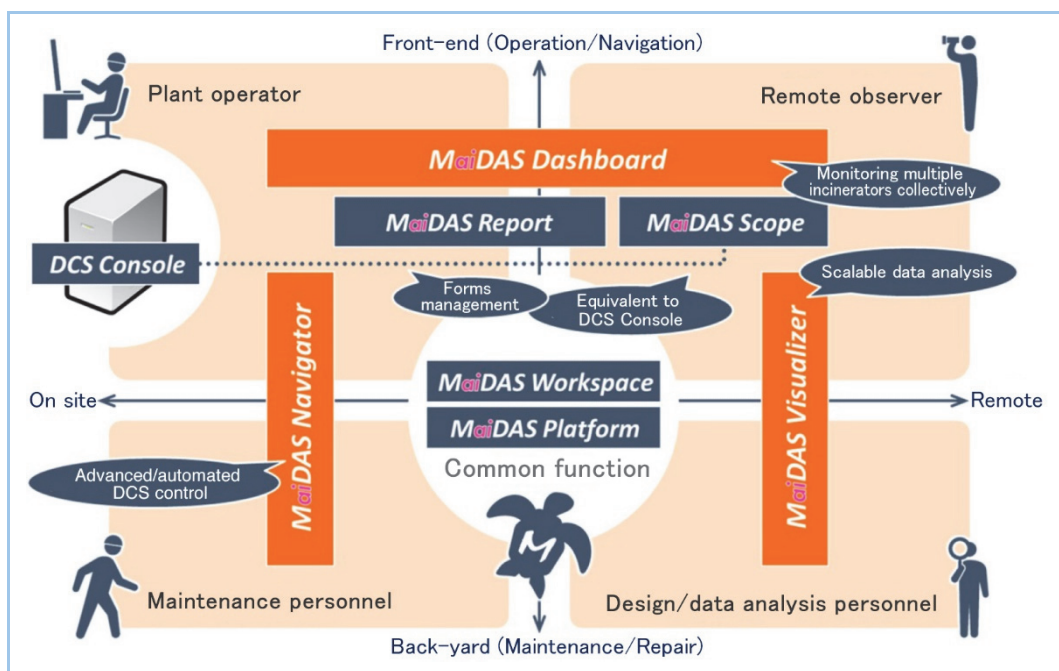 Front-end (Operation/Navigation)
Plant operator
Remote observer
MaiDAS Dashboard
Monitoring multiple
incinerators collectively
MaiDAS Report
MaiDAS Scope
DCS Console
Scalable data analysis
Forms
management
Equivalent to
DCS Console
MaiDAS Navigator
MaiDAS Visualizer
MaiDAS Workspace
On site
Remote
MaiDAS Platform
Common function
Advanced/automated
DCS control
M
Maintenance personnel
Design/data analysis personnel
Back-yard (Maintenance/Repair)